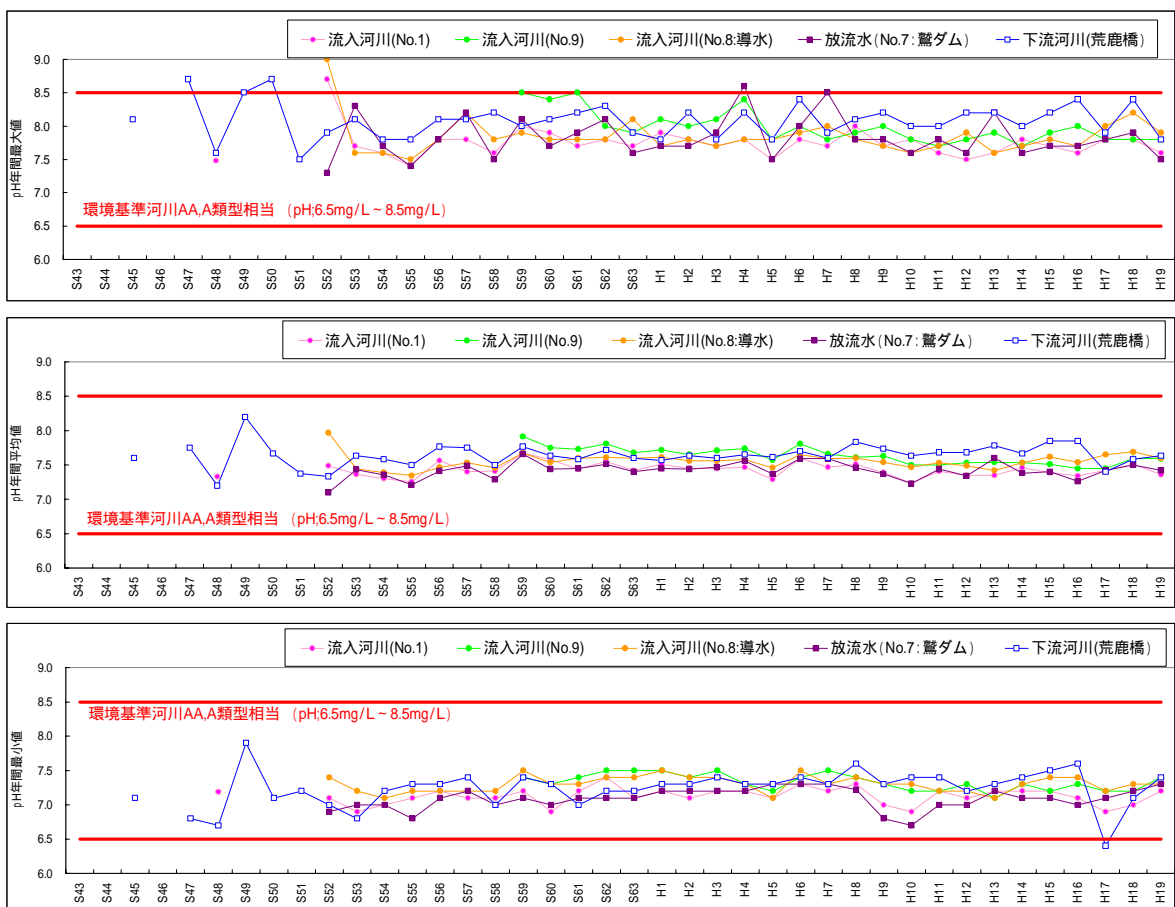 流入河川(No.1) 流入河川(No.9) 流入河川(No.8:導水) 放流水(No.7:鷲ダム) 下流河川(荒鹿橋)
pH年間最大値
9.0
8.5
8.0
7.5
7.0
6.5
6.0
環境基準河川AA,A類型相当 (pH;6.5mg/L~8.5mg/L)
S43 S44 S45 S46 S47 S48 S49 S50 S51 S52 S53 S54 S55 S56 S57 S58 S59 S60 S61 S62 S63 H1 H2 H3 H4 H5 H6 H7 H8 H9 H10 H11 H12 H13 H14 H15 H16 H17 H18 H19
流入河川(No.1) 流入河川(No.9) 流入河川(No.8:導水) 放流水(No.7:鷲ダム) 下流河川(荒鹿橋)
pH年間平均値
9.0
8.5
8.0
7.5
7.0
6.5
6.0
環境基準河川AA,A類型相当 (pH;6.5mg/L~8.5mg/L)
S43 S44 S45 S46 S47 S48 S49 S50 S51 S52 S53 S54 S55 S56 S57 S58 S59 S60 S61 S62 S63 H1 H2 H3 H4 H5 H6 H7 H8 H9 H10 H11 H12 H13 H14 H15 H16 H17 H18 H19
流入河川(No.1) 流入河川(No.9) 流入河川(No.8:導水) 放流水(No.7:鷲ダム) 下流河川(荒鹿橋)
pH年間最小値
9.0
8.5
8.0
7.5
7.0
6.5
6.0
環境基準河川AA,A類型相当 (pH;6.5mg/L~8.5mg/L)
S43 S44 S45 S46 S47 S48 S49 S50 S51 S52 S53 S54 S55 S56 S57 S58 S59 S60 S61 S62 S63 H1 H2 H3 H4 H5 H6 H7 H8 H9 H10 H11 H12 H13 H14 H15 H16 H17 H18 H19